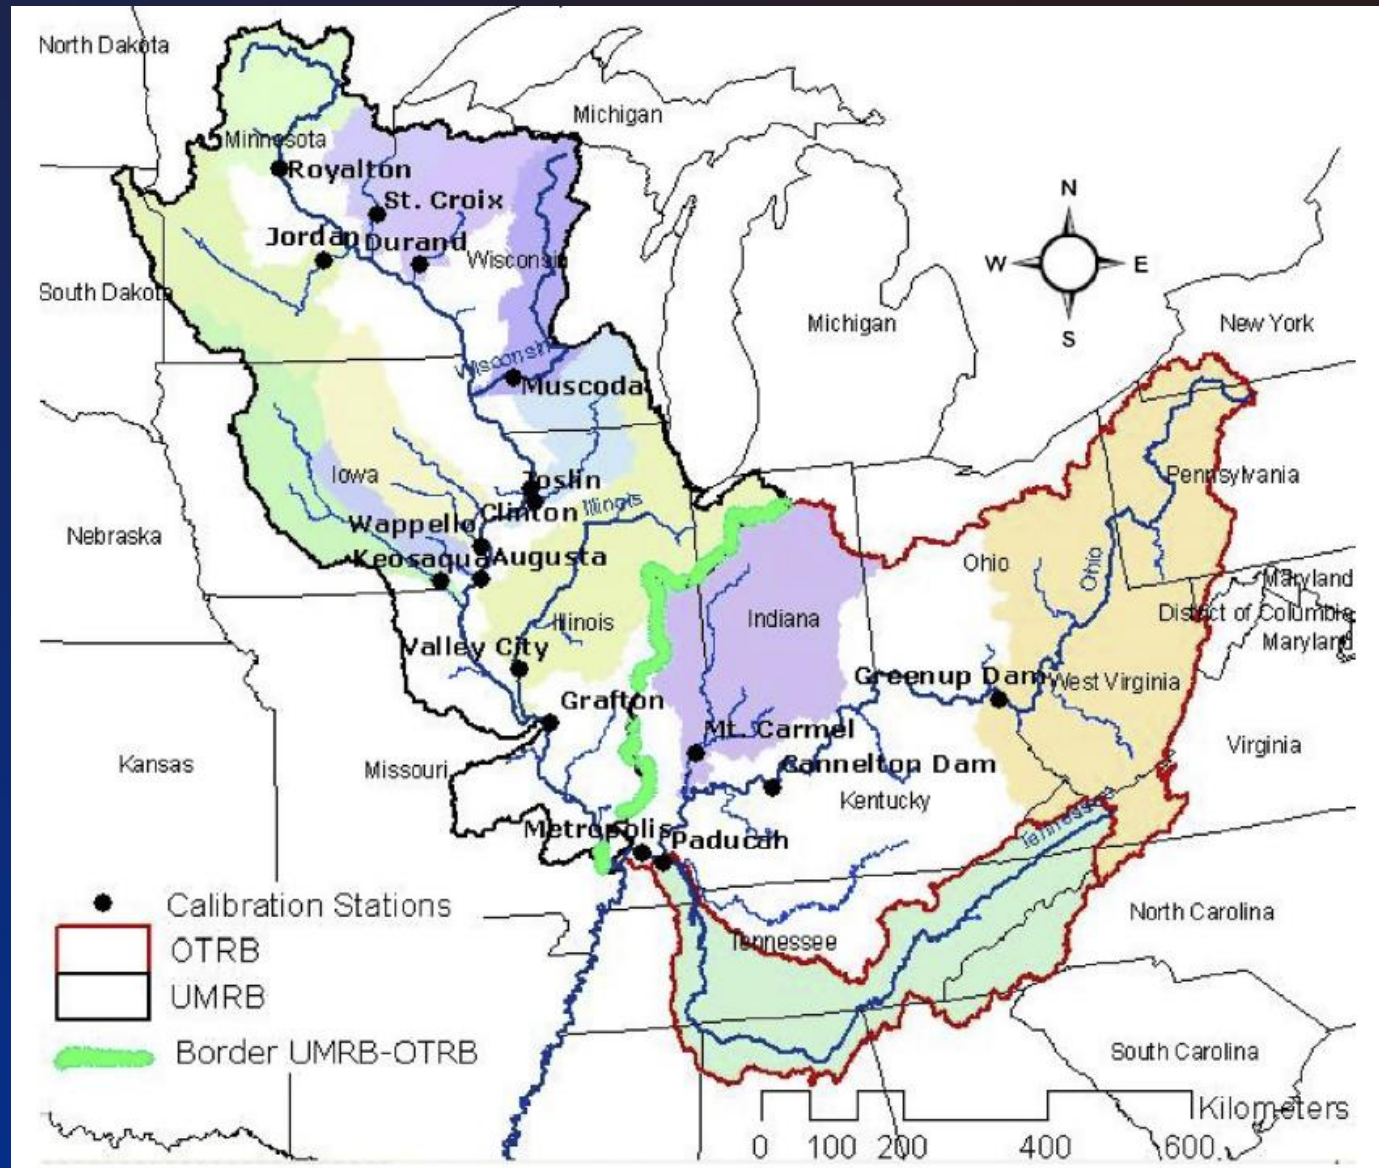 North Dakota
Michigan
Minnesota
Royalton
N
St. Croix
Jordan
Durand
Wisconsin
W
E
South Dakota
Michigan
New York
S
Wisconsin
Muscoda
Iowa
Joslin
Pennsylvania
Illinois
Clinton
Wappello
Nebraska
Keosaqua
Augusta
Ohio
Ohio
Maryland
District of Columbia
Maryland
Illinois
Indiana
Valley City
Greenup Dam
West Virginia
Grafton
Mt. Carmel
Virginia
Kansas
Missouri
Cannelton Dam
Kentucky
Tennessee
Metropolis
Paducah
Calibration Stations
North Carolina
OTRB
Tennessee
UMRB
Border UMRB-OTRB
South Carolina
Kilometers
0 100 200 400 600